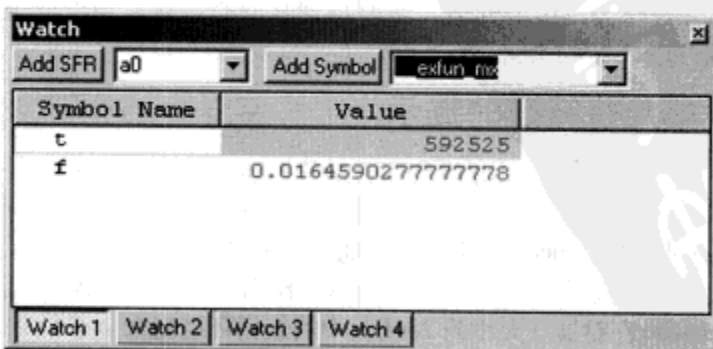 Watch
Add SFR a0 Add Symbol exfun_mx
Symbol Name Value
t 592525
f 0.0164590277777778
Watch 1 Watch 2 Watch 3 Watch 4